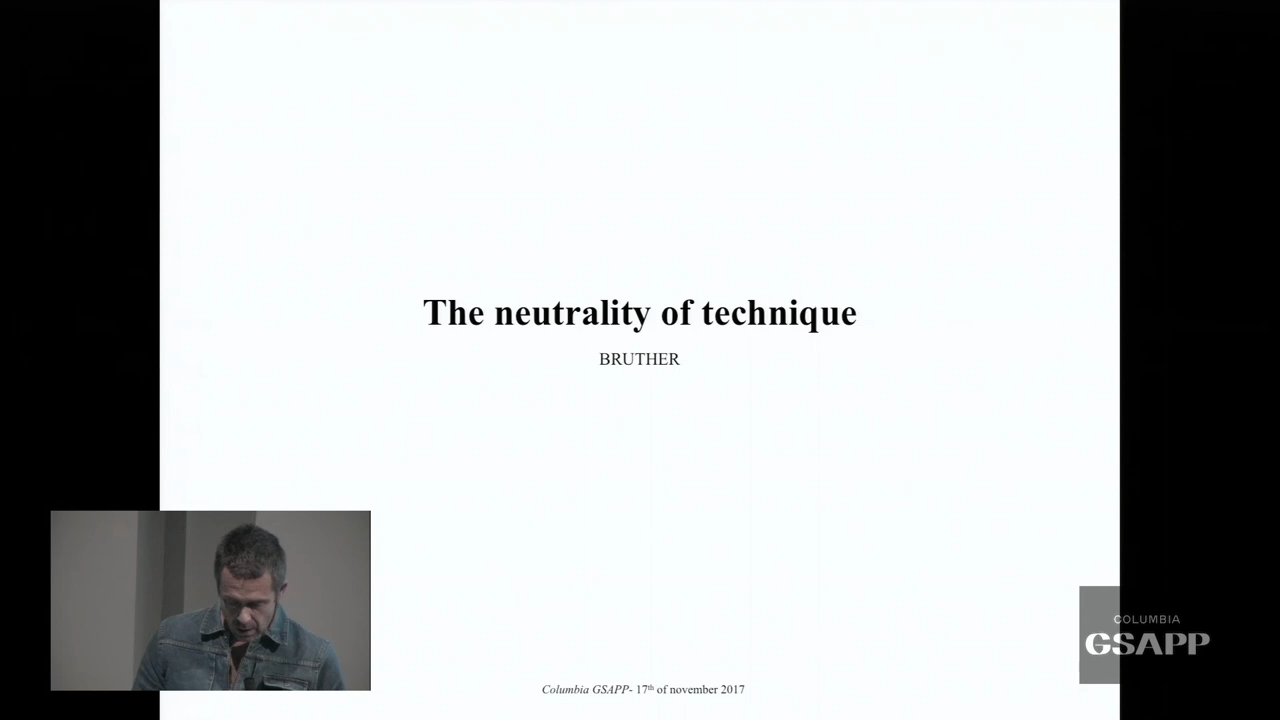 The neutrality of technique
BRUTHER
COLUMBIA
GSAPP
Columbia GSAPP- 17th of november 2017